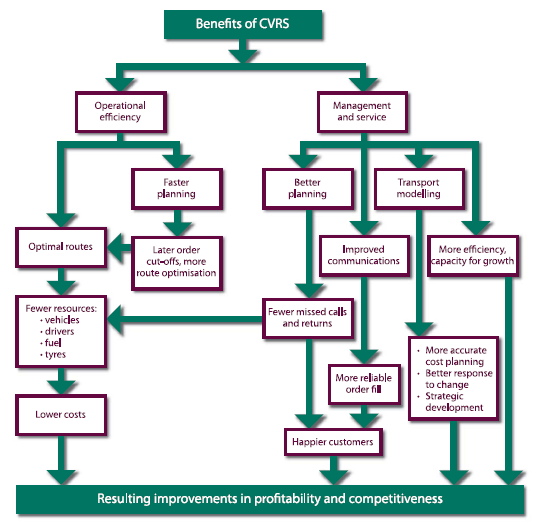 Benefits of CVRS
Operational
efficiency
Management
and service
Faster
planning
Better
planning
Transport
modelling
Optimal routes
Later order
cut-offs, more
route optimisation
Improved
communications
More efficiency,
capacity for growth
Fewer resources:
• vehicles
• drivers
• fuel
• tyres
Fewer missed calls
and returns
• More accurate
cost planning
• Better response
to change
• Strategic
development
More reliable
order fill
Lower costs
Happier customers
Resulting improvements in profitability and competitiveness